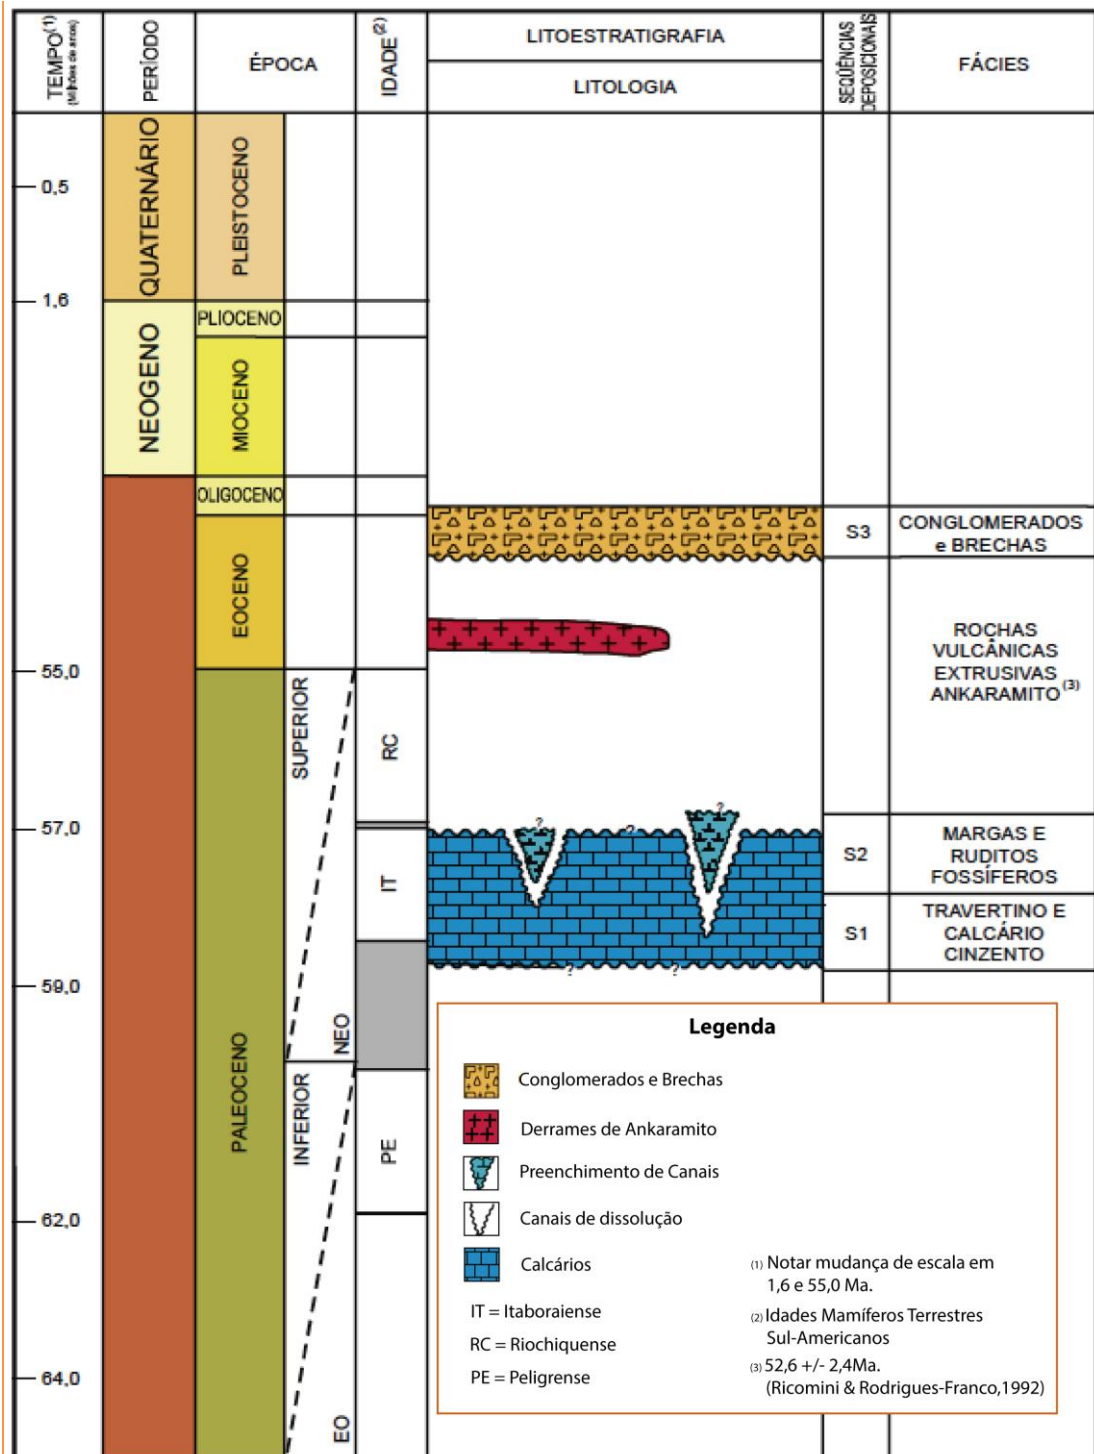 TEMPO(1)
(Milhões de anos)
PERÍODO
ÉPOCA
IDADE(2)
LITOESTRATIGRAFIA
LITOLOGIA
SEQÜÊNCIAS
DEPOSICIONAIS
FÁCIES
0,5
1,6
55,0
57,0
59,0
62,0
64,0
QUATERNÁRIO
NEOGENO
PLEISTOCENO
PLIOCENO
MIOCENO
OLIGOCENO
EOCENO
PALEOCENO
SUPERIOR
NEO
INFERIOR
EO
RC
IT
PE
?
?
?
?
?
S3
S2
S1
CONGLOMERADOS
e BRECHAS
ROCHAS
VULCÂNICAS
EXTRUSIVAS
ANKARAMITO(3)
MARGAS E
RUDITOS
FOSSÍFEROS
TRAVERTINO E
CALCÁRIO
CINZENTO
Legenda
Conglomerados e Brechas
Derrames de Ankaramito
Preenchimento de Canais
Canais de dissolução
Calcários
IT = Itaboraiense
RC = Riochiquense
PE = Peligrense
(1) Notar mudança de escala em
1,6 e 55,0 Ma.
(2) Idades Mamíferos Terrestres
Sul-Americanos
(3) 52,6 +/- 2,4Ma.
(Ricomini & Rodrigues-Franco,1992)